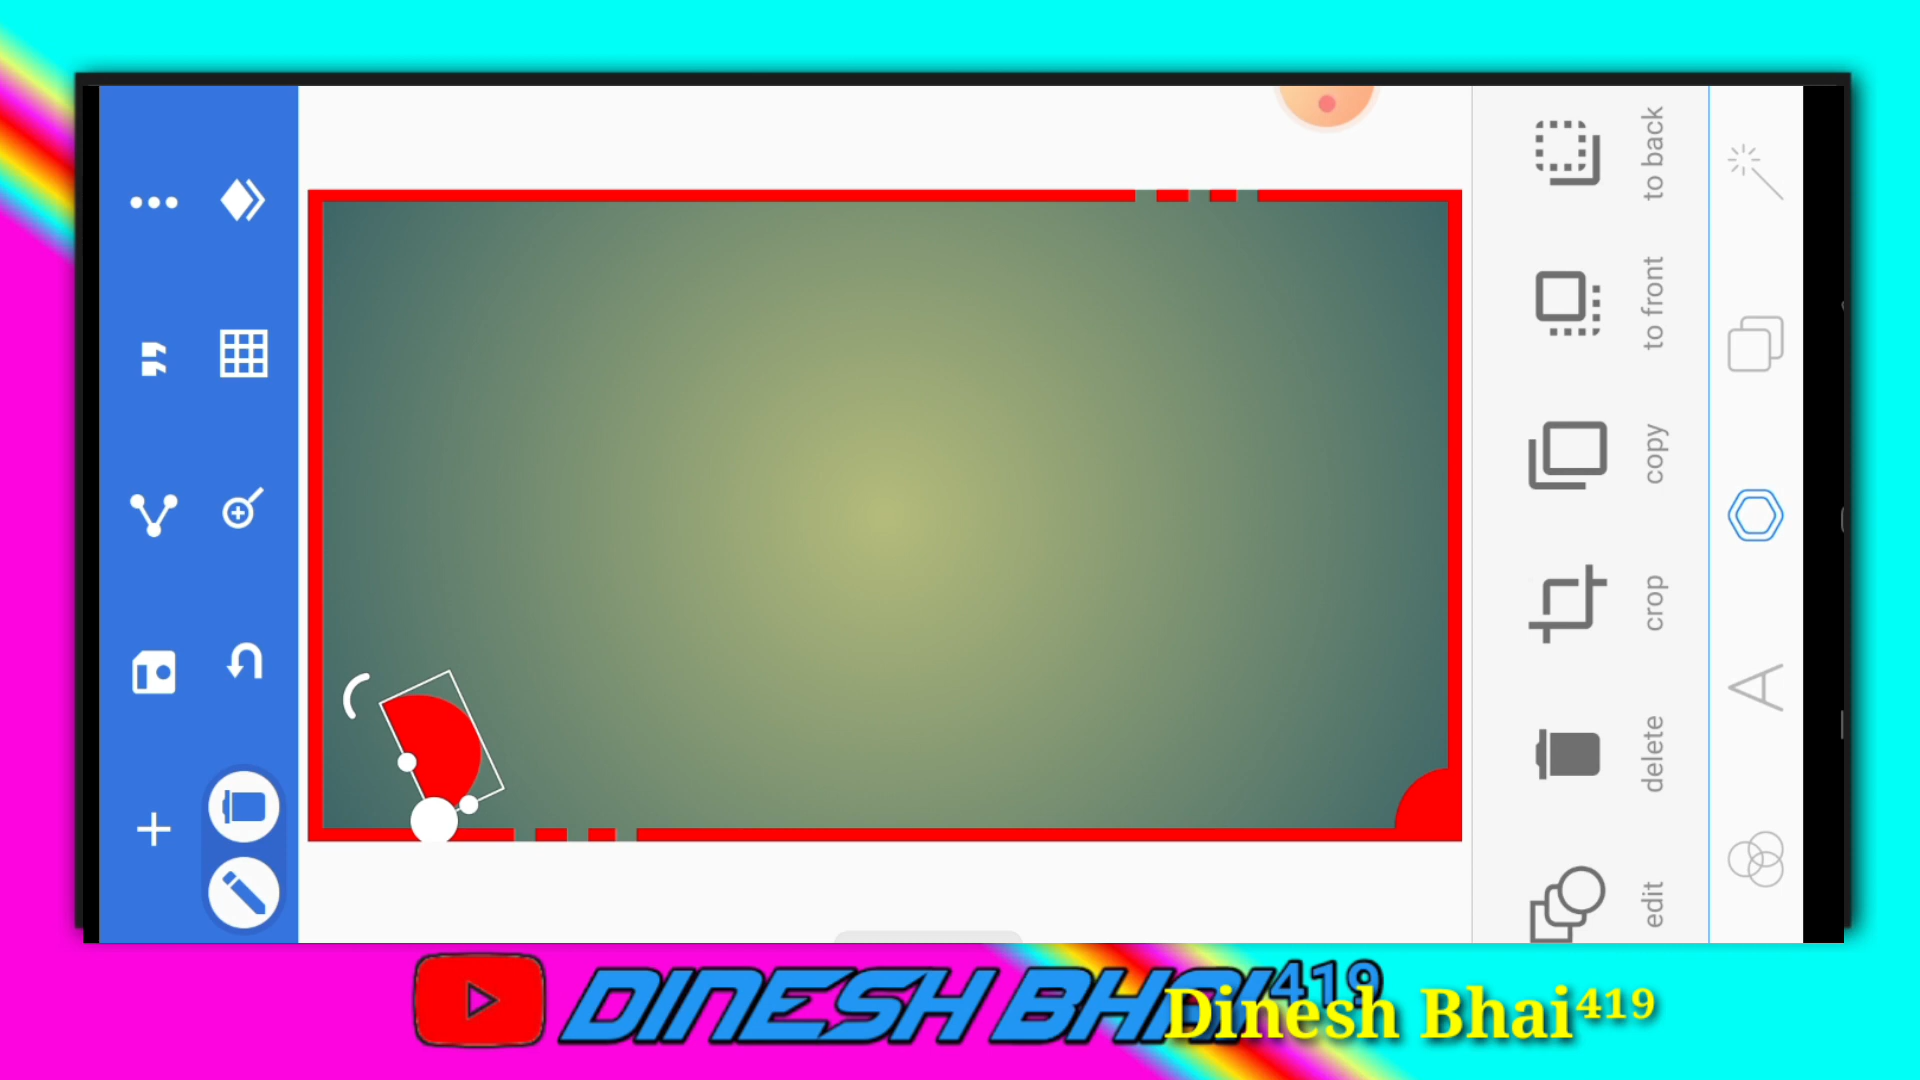 to back
to front
copy
crop
delete
edit
DINESH BHAI419
Dinesh Bhai⁴¹⁹